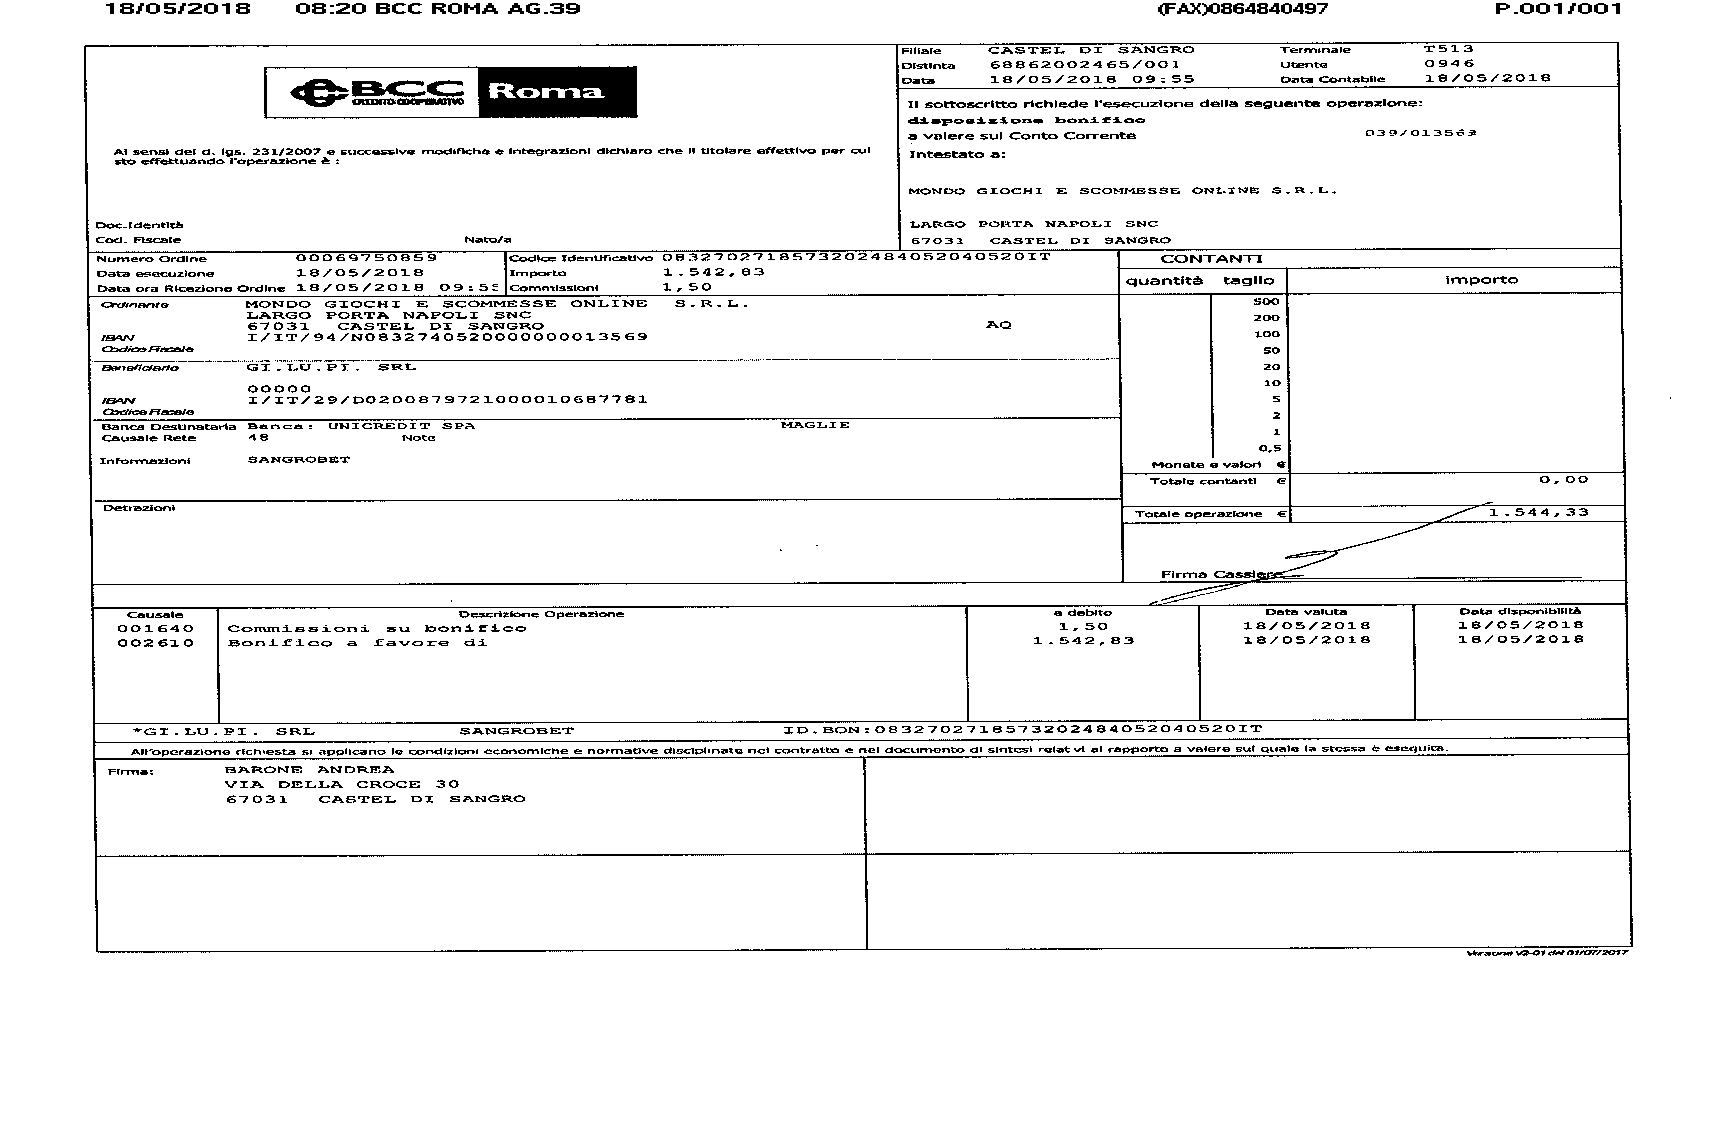 18/05/2018 08:20 BCC ROMA AG.39 (FAX)0864840497 P.001/001
BCC CREDITO COOPERATIVO Roma
Filiale CASTEL DI SANGRO Terminale T513
Distinta 68862002465/001 Utente 0946
Data 18/05/2018 09:55 Data Contabile 18/05/2018
Il sottoscritto richiede l'esecuzione della seguente operazione:
disposizione bonifico
a valere sul Conto Corrente 039/013569
Intestato a:
MONDO GIOCHI E SCOMMESSE ONLINE S.R.L.
LARGO PORTA NAPOLI SNC
67031 CASTEL DI SANGRO
Ai sensi del d. lgs. 231/2007 e successive modifiche e integrazioni dichiaro che il titolare effettivo per cui
sto effettuando l'operazione è :
Doc.Identità
Cod. Fiscale Nato/a
Numero Ordine 00069750859 Codice Identificativo 0832702718573202484052040520IT
Data esecuzione 18/05/2018 Importo 1.542,83
Data ora Ricezione Ordine 18/05/2018 09:55 Commissioni 1,50
Ordinante MONDO GIOCHI E SCOMMESSE ONLINE S.R.L.
LARGO PORTA NAPOLI SNC
67031 CASTEL DI SANGRO AQ
IBAN I/IT/94/N0832740520000000013569
Codice Fiscale
Beneficiario GI.LU.PI. SRL
00000
IBAN I/IT/29/D0200879721000010687781
Codice Fiscale
Banca Destinataria Banca: UNICREDIT SPA MAGLIE
Causale Rete 48 Note
Informazioni SANGROBET
Detrazioni
CONTANTI
quantità taglio importo
500
200
100
50
20
10
5
2
1
0,5
Monete e valori €
Totale contanti € 0,00
Totale operazione € 1.544,33
Firma Cassiere
Causale Descrizione Operazione a debito Data valuta Data disponibilità
001640 Commissioni su bonifico 1,50 18/05/2018 18/05/2018
002610 Bonifico a favore di 1.542,83 18/05/2018 18/05/2018
*GI.LU.PI. SRL SANGROBET ID.BON:0832702718573202484052040520IT
All'operazione richiesta si applicano le condizioni economiche e normative disciplinate nel contratto e nel documento di sintesi relativi al rapporto a valere sul quale la stessa è eseguita.
Firma: BARONE ANDREA
VIA DELLA CROCE 30
67031 CASTEL DI SANGRO
Versione V2-01 del 01/07/2017